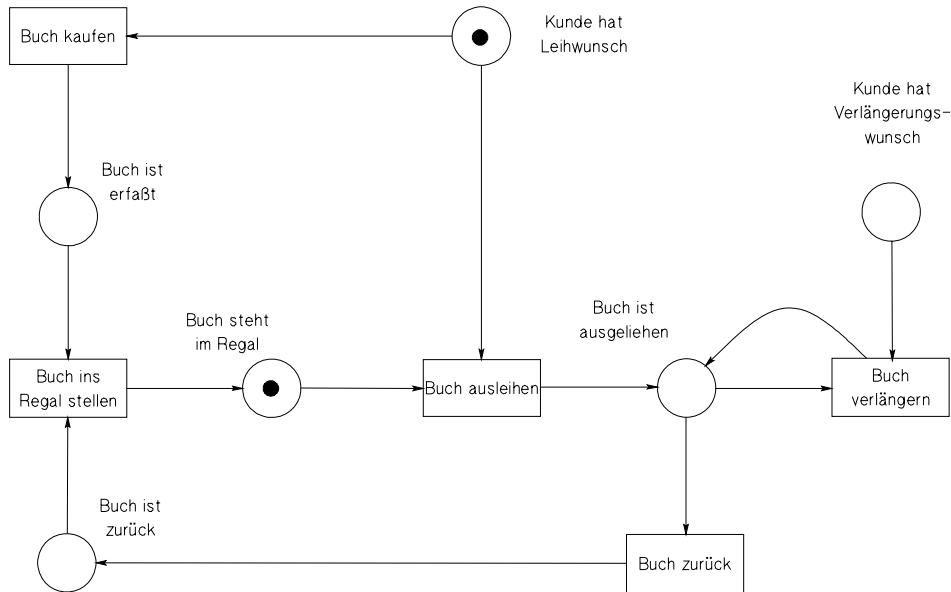 Buch kaufen
Kunde hat
Leihwunsch
Kunde hat
Verlängerungs-
wunsch
Buch ist
erfaßt
Buch steht
im Regal
Buch ist
ausgeliehen
Buch ins
Regal stellen
Buch ausleihen
Buch
verlängern
Buch ist
zurück
Buch zurück